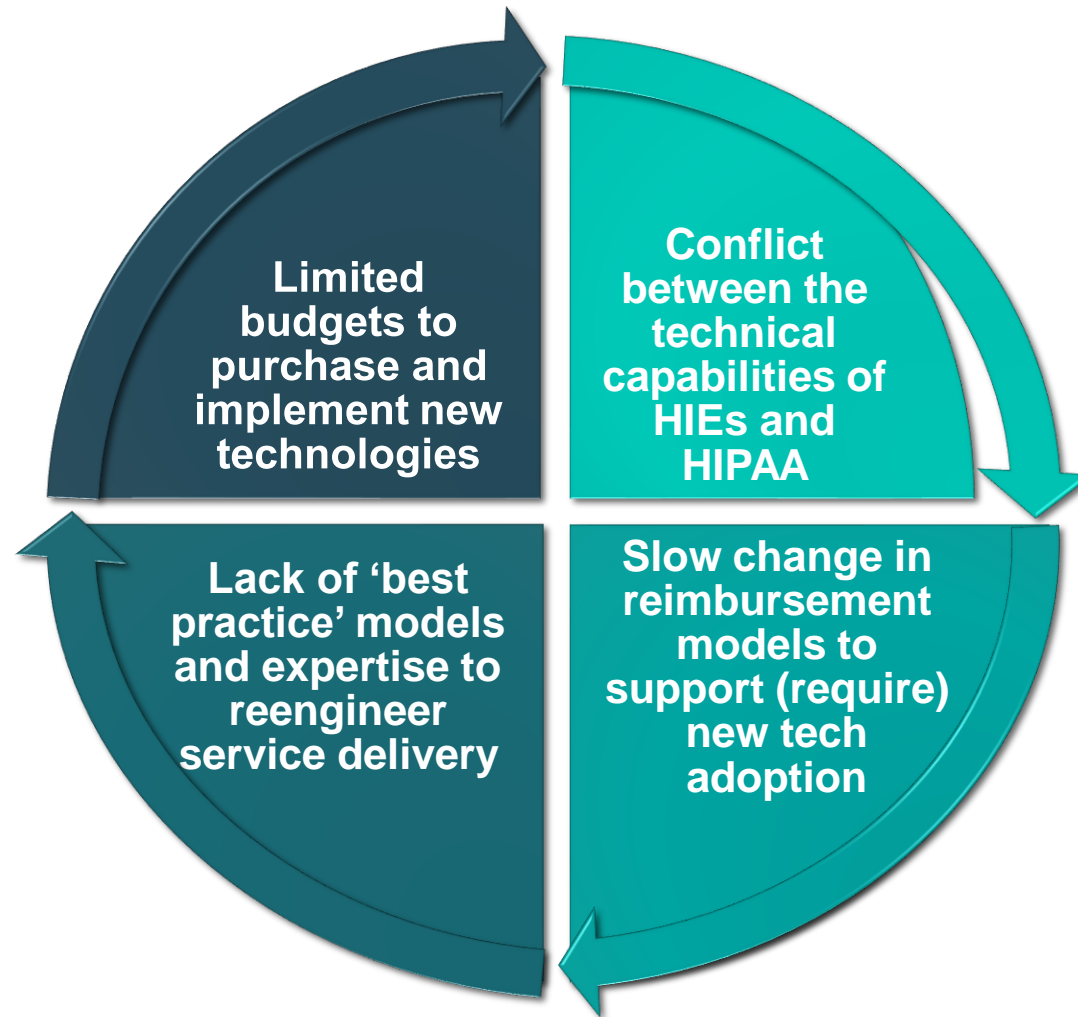 Limited
budgets to
purchase and
implement new
technologies
Conflict
between the
technical
capabilities of
HIEs and
HIPAA
Lack of ‘best
practice’ models
and expertise to
reengineer
service delivery
Slow change in
reimbursement
models to
support (require)
new tech
adoption